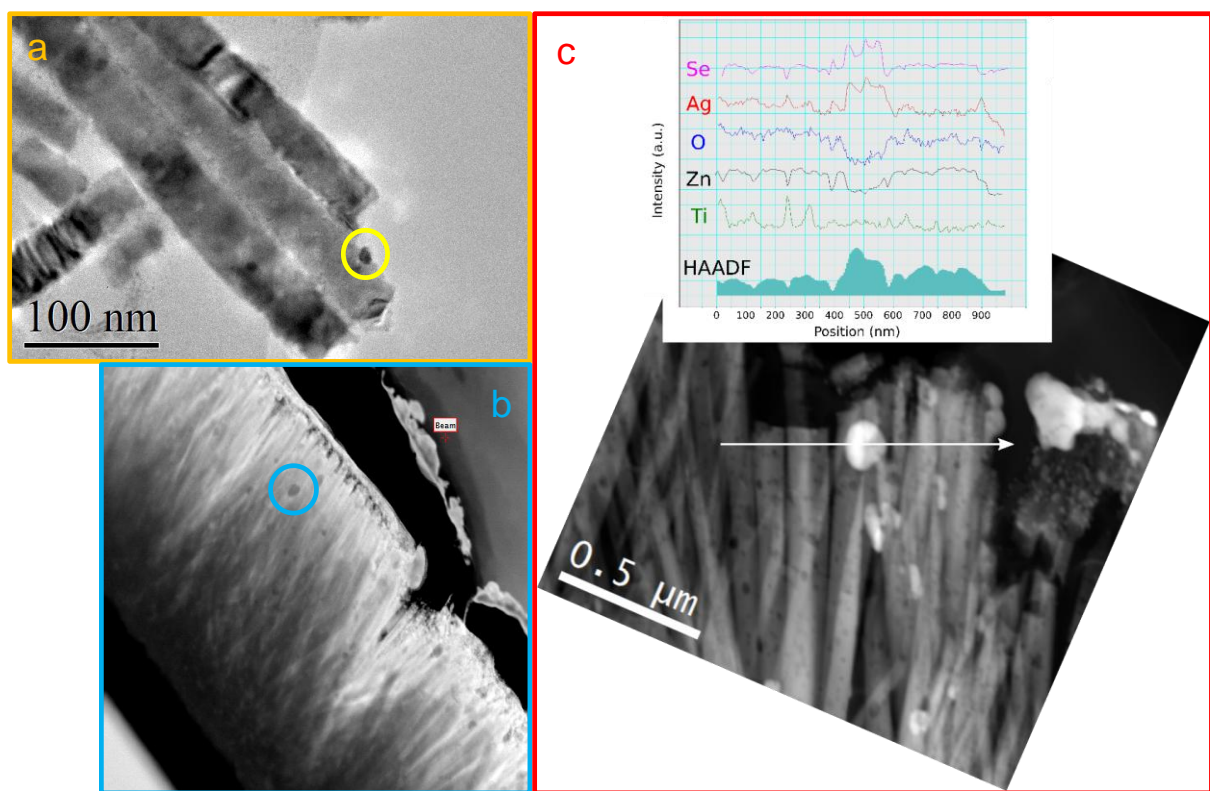 a
100 nm
b
Beam
c
Se
Ag
O
Zn
Ti
HAADF
Intensity (a.u.)
0 100 200 300 400 500 600 700 800 900
Position (nm)
0.5 μm